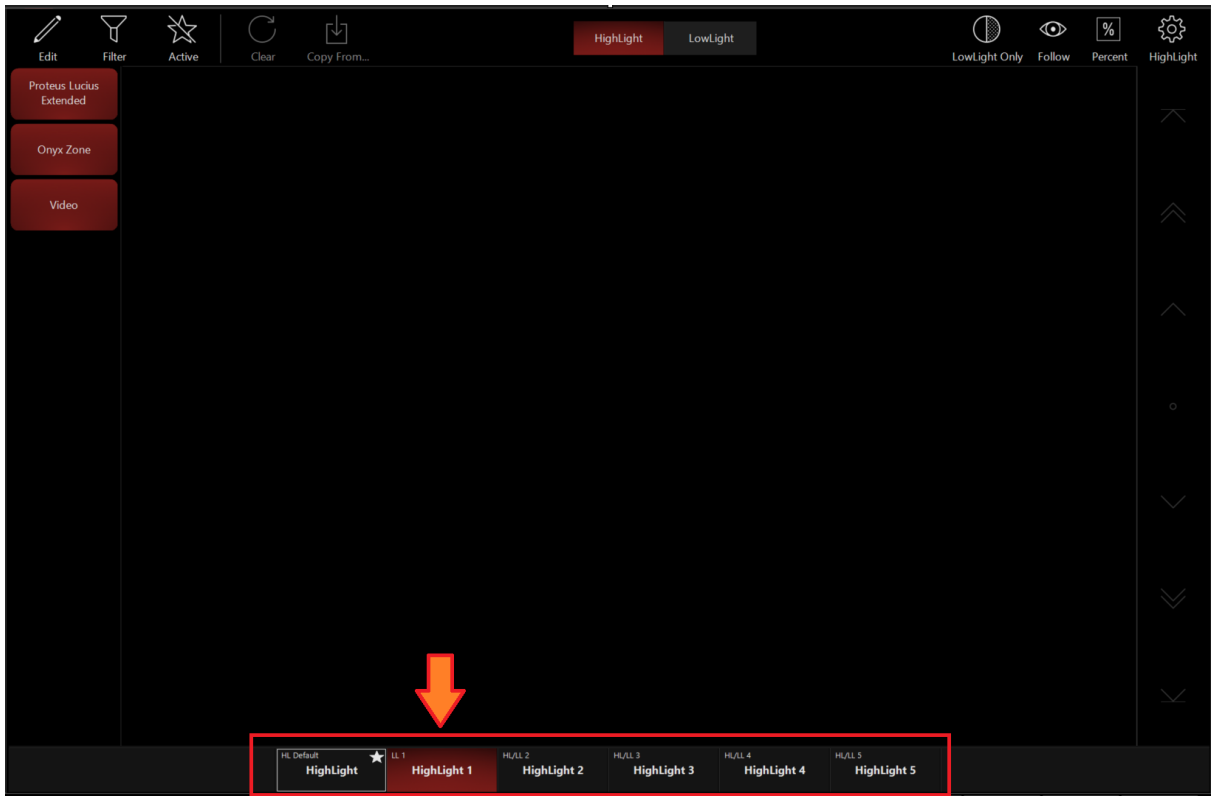 Edit
Filter
Active
Clear
Copy From...
HighLight
LowLight
LowLight Only
Follow
%
Percent
HighLight
Proteus Lucius
Extended
Onyx Zone
Video
HL Default
HighLight
LL 1
HighLight 1
HL/LL 2
HighLight 2
HL/LL 3
HighLight 3
HL/LL 4
HighLight 4
HL/LL 5
HighLight 5